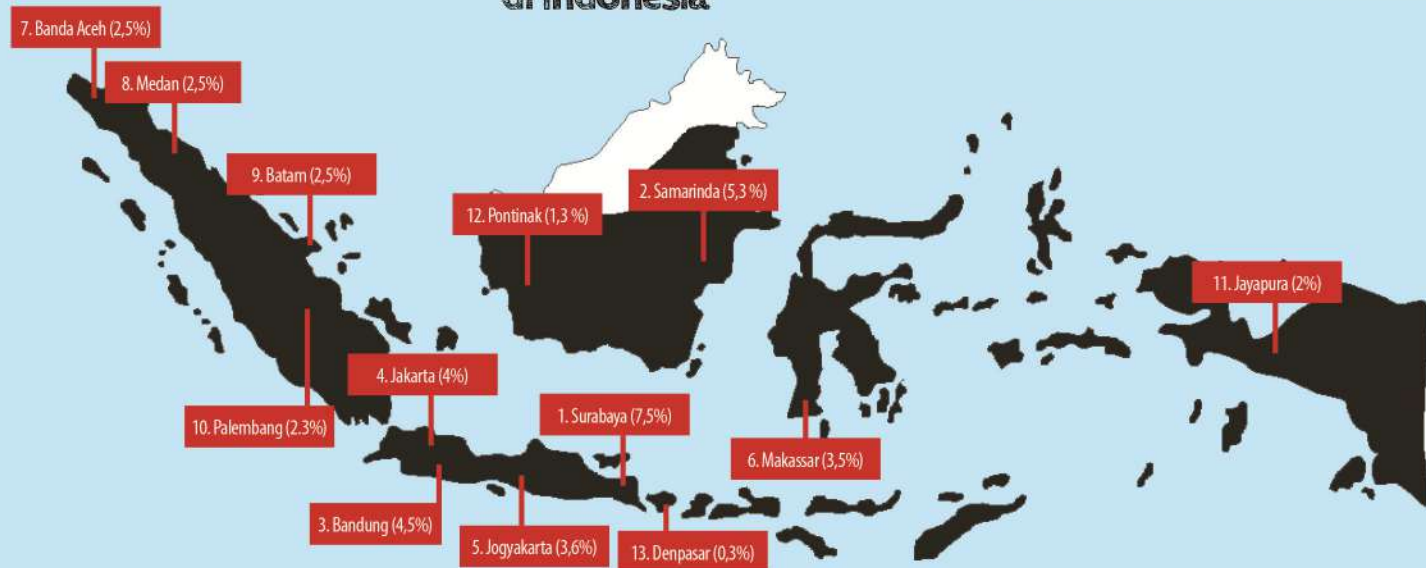 di Indonesia
7. Banda Aceh (2,5%)
8. Medan (2,5%)
9. Batam (2,5%)
2. Samarinda (5,3 %)
12. Pontinak (1,3 %)
11. Jayapura (2%)
4. Jakarta (4%)
10. Palembang (2.3%)
1. Surabaya (7,5%)
6. Makassar (3,5%)
3. Bandung (4,5%)
5. Jogyakarta (3,6%)
13. Denpasar (0,3%)